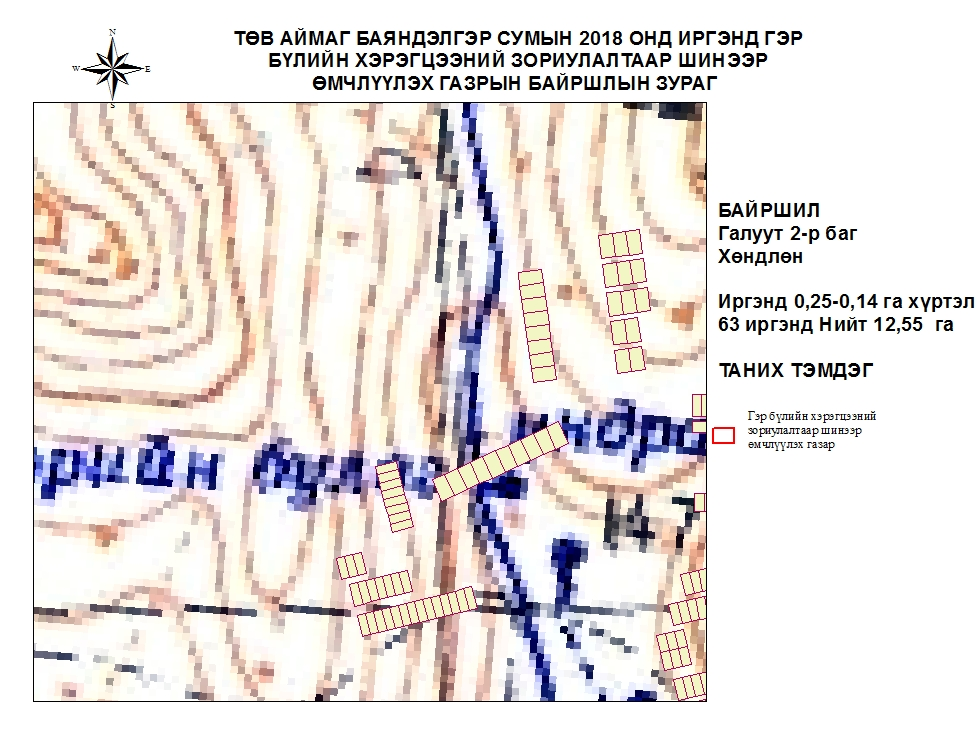 N
W
E
S
ТӨВ АЙМАГ БАЯНДЭЛГЭР СУМЫН 2018 ОНД ИРГЭНД ГЭР
БҮЛИЙН ХЭРЭГЦЭЭНИЙ ЗОРИУЛАЛТААР ШИНЭЭР
ӨМЧЛҮҮЛЭХ ГАЗРЫН БАЙРШЛЫН ЗУРАГ
БАЙРШИЛ
Галуут 2-р баг
Хөндлөн
Иргэнд 0,25-0,14 га хүртэл
63 иргэнд Нийт 12,55 га
ТАНИХ ТЭМДЭГ
Гэр бүлийн хэрэгцээний
зориулалтаар шинээр
өмчлүүлэх газар